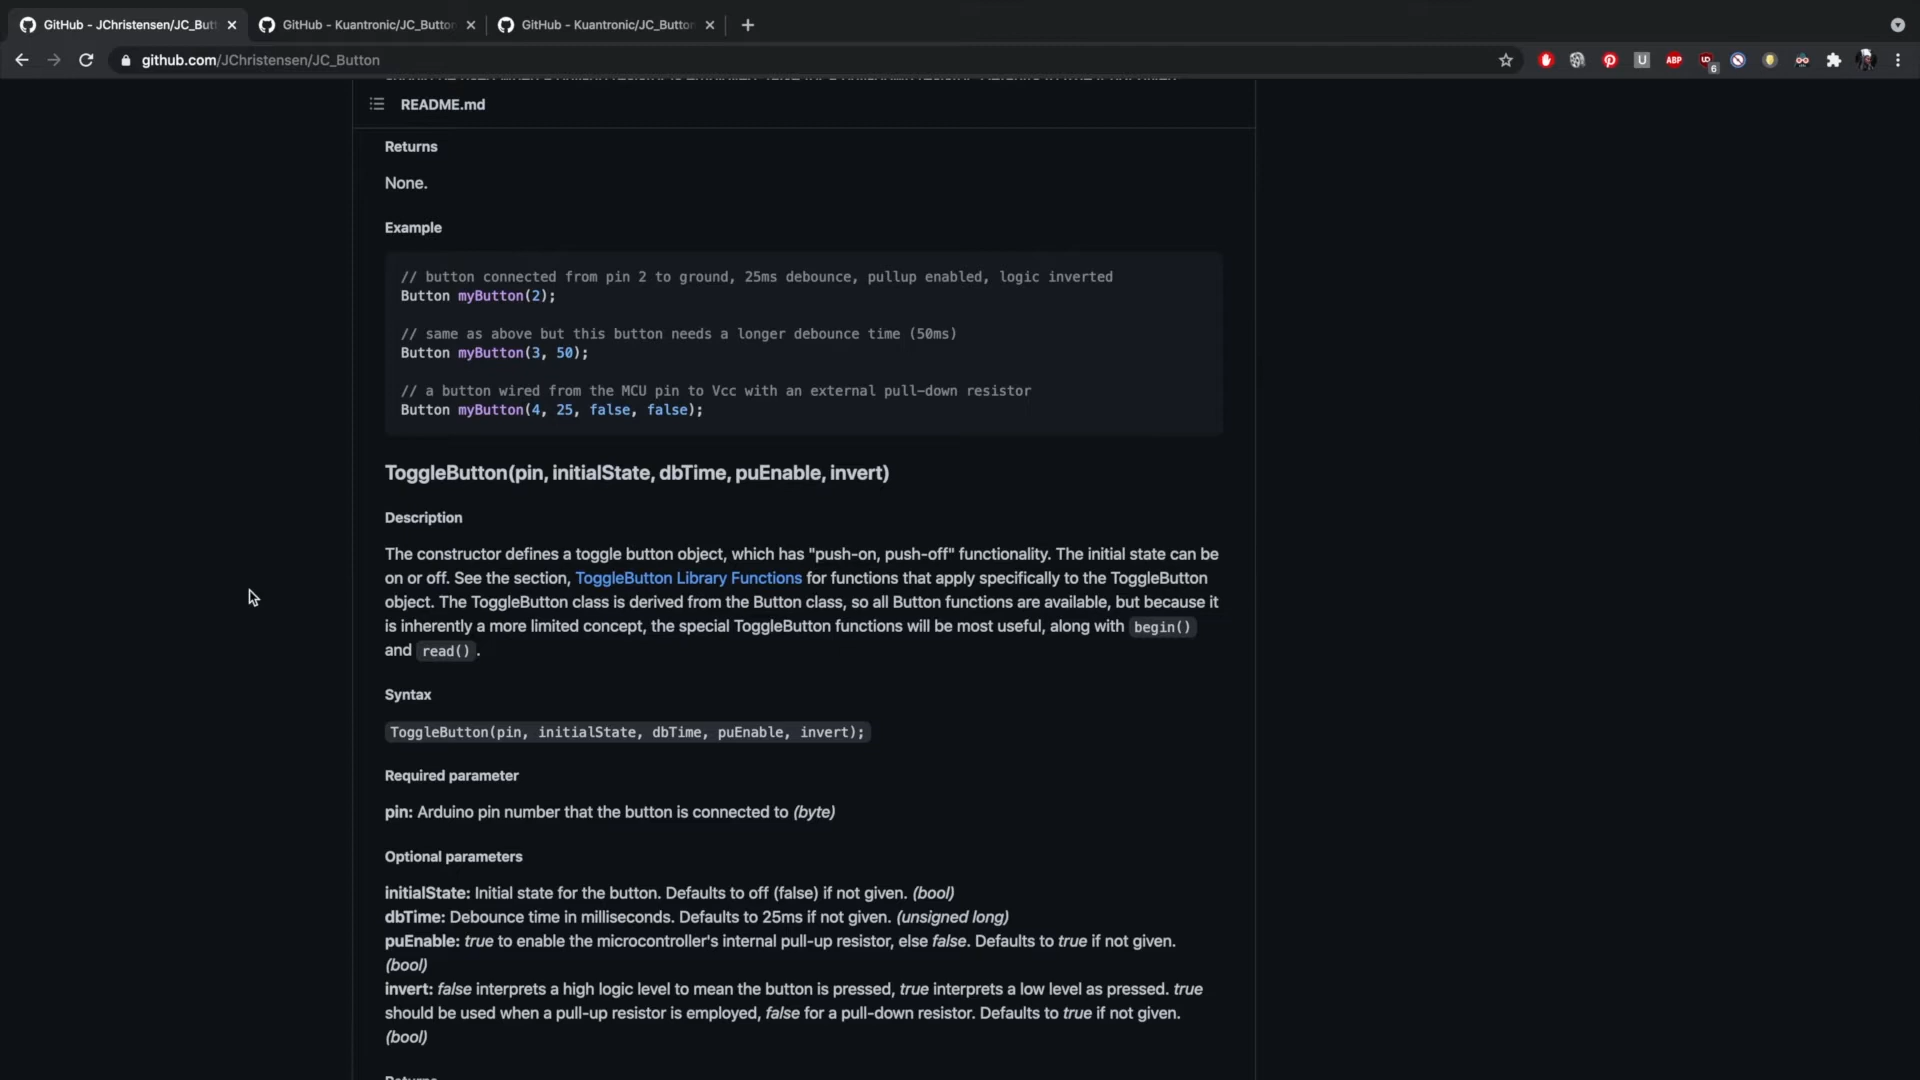 GitHub - JChristensen/JC_But
GitHub - Kuantronic/JC_Button
GitHub - Kuantronic/JC_Button
github.com/JChristensen/JC_Button
U
ABP
6
README.md
Returns
None.
Example
// button connected from pin 2 to ground, 25ms debounce, pullup enabled, logic inverted
Button myButton(2);
// same as above but this button needs a longer debounce time (50ms)
Button myButton(3, 50);
// a button wired from the MCU pin to Vcc with an external pull-down resistor
Button myButton(4, 25, false, false);
ToggleButton(pin, initialState, dbTime, puEnable, invert)
Description
The constructor defines a toggle button object, which has "push-on, push-off" functionality. The initial state can be
on or off. See the section, ToggleButton Library Functions for functions that apply specifically to the ToggleButton
object. The ToggleButton class is derived from the Button class, so all Button functions are available, but because it
is inherently a more limited concept, the special ToggleButton functions will be most useful, along with begin()
and read().
Syntax
ToggleButton(pin, initialState, dbTime, puEnable, invert);
Required parameter
pin: Arduino pin number that the button is connected to (byte)
Optional parameters
initialState: Initial state for the button. Defaults to off (false) if not given. (bool)
dbTime: Debounce time in milliseconds. Defaults to 25ms if not given. (unsigned long)
puEnable: true to enable the microcontroller's internal pull-up resistor, else false. Defaults to true if not given.
(bool)
invert: false interprets a high logic level to mean the button is pressed, true interprets a low level as pressed. true
should be used when a pull-up resistor is employed, false for a pull-down resistor. Defaults to true if not given.
(bool)